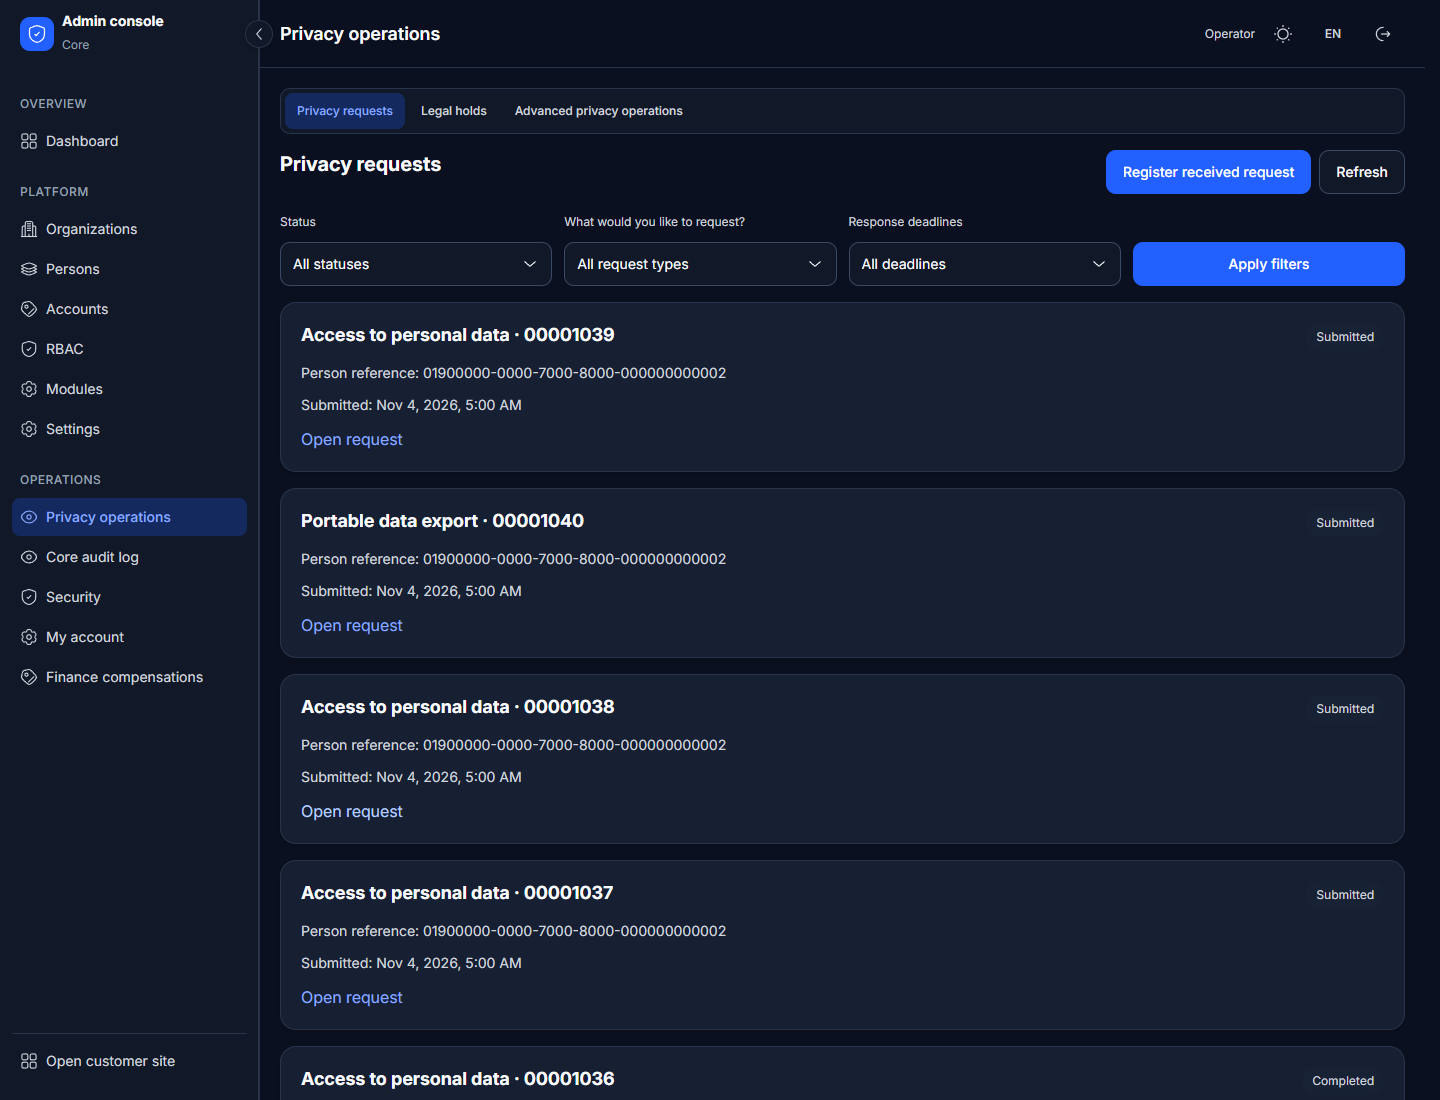 Admin console
Core
OVERVIEW
Dashboard
PLATFORM
Organizations
Persons
Accounts
RBAC
Modules
Settings
OPERATIONS
Privacy operations
Core audit log
Security
My account
Finance compensations
Open customer site
Privacy operations
Operator
EN
Privacy requests
Legal holds
Advanced privacy operations
Privacy requests
Register received request
Refresh
Status
What would you like to request?
Response deadlines
All statuses
All request types
All deadlines
Apply filters
Access to personal data · 00001039
Submitted
Person reference: 01900000-0000-7000-8000-000000000002
Submitted: Nov 4, 2026, 5:00 AM
Open request
Portable data export · 00001040
Submitted
Person reference: 01900000-0000-7000-8000-000000000002
Submitted: Nov 4, 2026, 5:00 AM
Open request
Access to personal data · 00001038
Submitted
Person reference: 01900000-0000-7000-8000-000000000002
Submitted: Nov 4, 2026, 5:00 AM
Open request
Access to personal data · 00001037
Submitted
Person reference: 01900000-0000-7000-8000-000000000002
Submitted: Nov 4, 2026, 5:00 AM
Open request
Access to personal data · 00001036
Completed